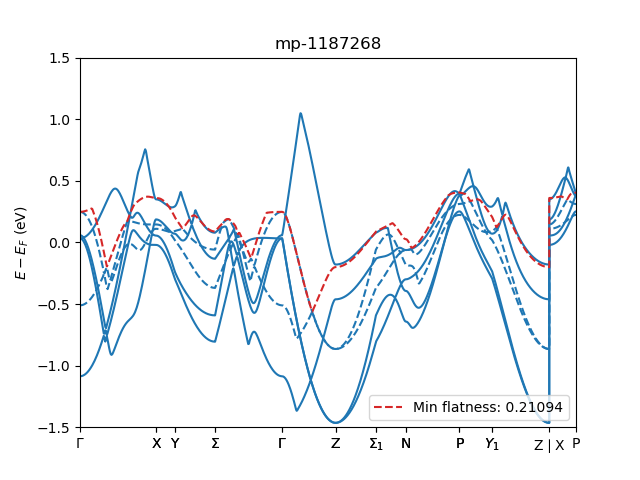 mp-1187268
E − E_F (eV)
1.5
1.0
0.5
0.0
−0.5
−1.0
−1.5
Min flatness: 0.21094
Γ X Y Σ Γ Z Σ₁ N P Y₁ Z | X P